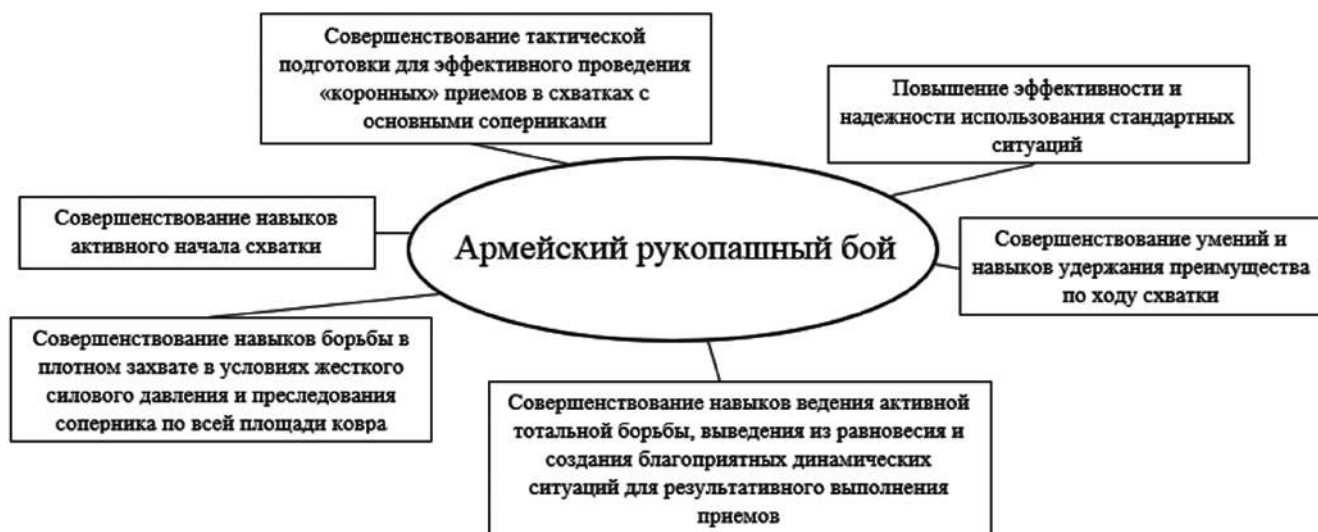 Совершенствование тактической
подготовки для эффективного проведения
«коронных» приемов в схватках с
основными соперниками
Повышение эффективности и
надежности использования стандартных
ситуаций
Совершенствование навыков
активного начала схватки
Армейский рукопашный бой
Совершенствование умений и
навыков удержания преимущества
по ходу схватки
Совершенствование навыков борьбы в
плотном захвате в условиях жесткого
силового давления и преследования
соперника по всей площади ковра
Совершенствование навыков ведения активной
тотальной борьбы, выведения из равновесия и
создания благоприятных динамических
ситуаций для результативного выполнения
приемов